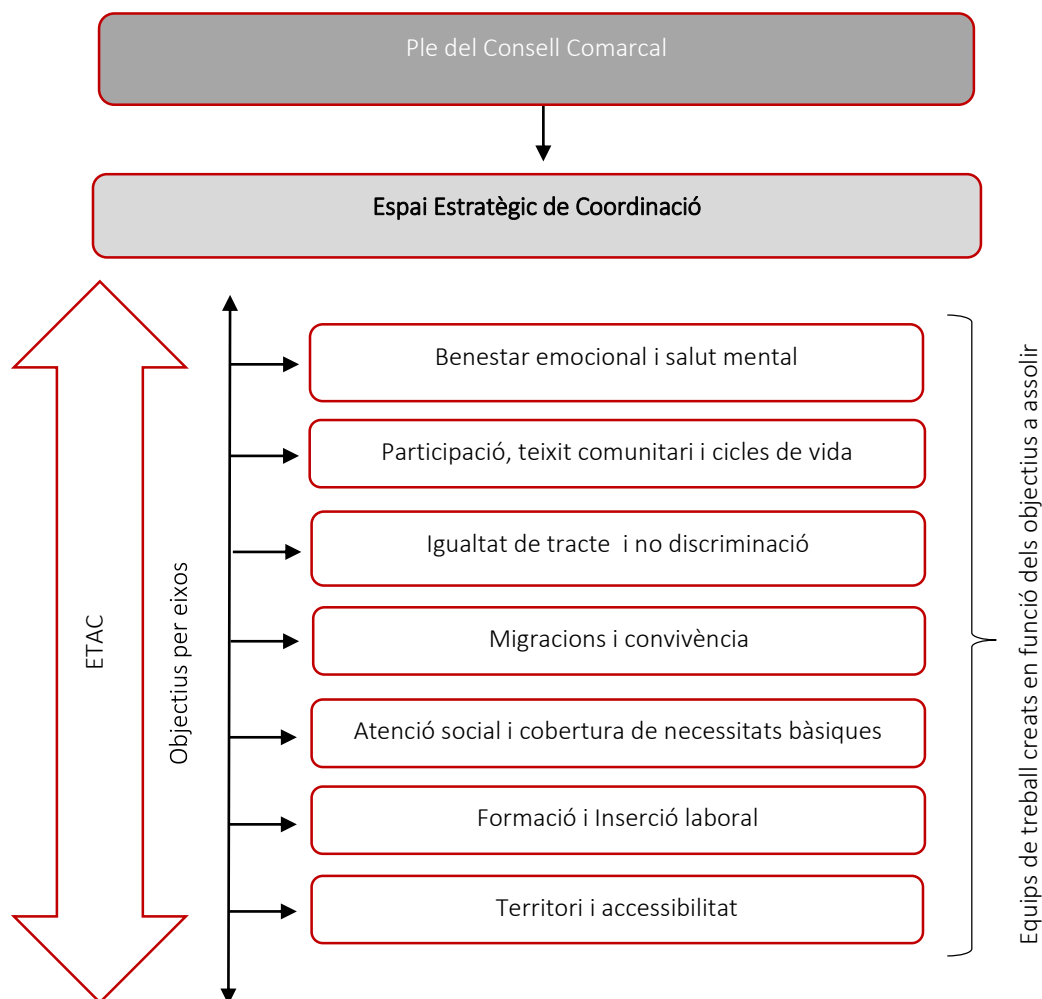 Ple del Consell Comarcal
Espai Estratègic de Coordinació
ETAC
Objectius per eixos
Benestar emocional i salut mental
Participació, teixit comunitari i cicles de vida
Igualtat de tracte i no discriminació
Migracions i convivència
Atenció social i cobertura de necessitats bàsiques
Formació i Inserció laboral
Territori i accessibilitat
Equips de treball creats en funció dels objectius a assolir